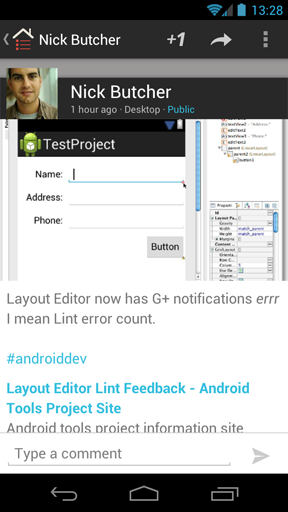 13:28
Nick Butcher
+1
Nick Butcher
1 hour ago · Desktop · Public
TestProject
Name:
Address:
Phone:
Button
Layout Editor now has G+ notifications errr
I mean Lint error count.
#androiddev
Layout Editor Lint Feedback - Android
Tools Project Site
Android tools project information site
Type a comment